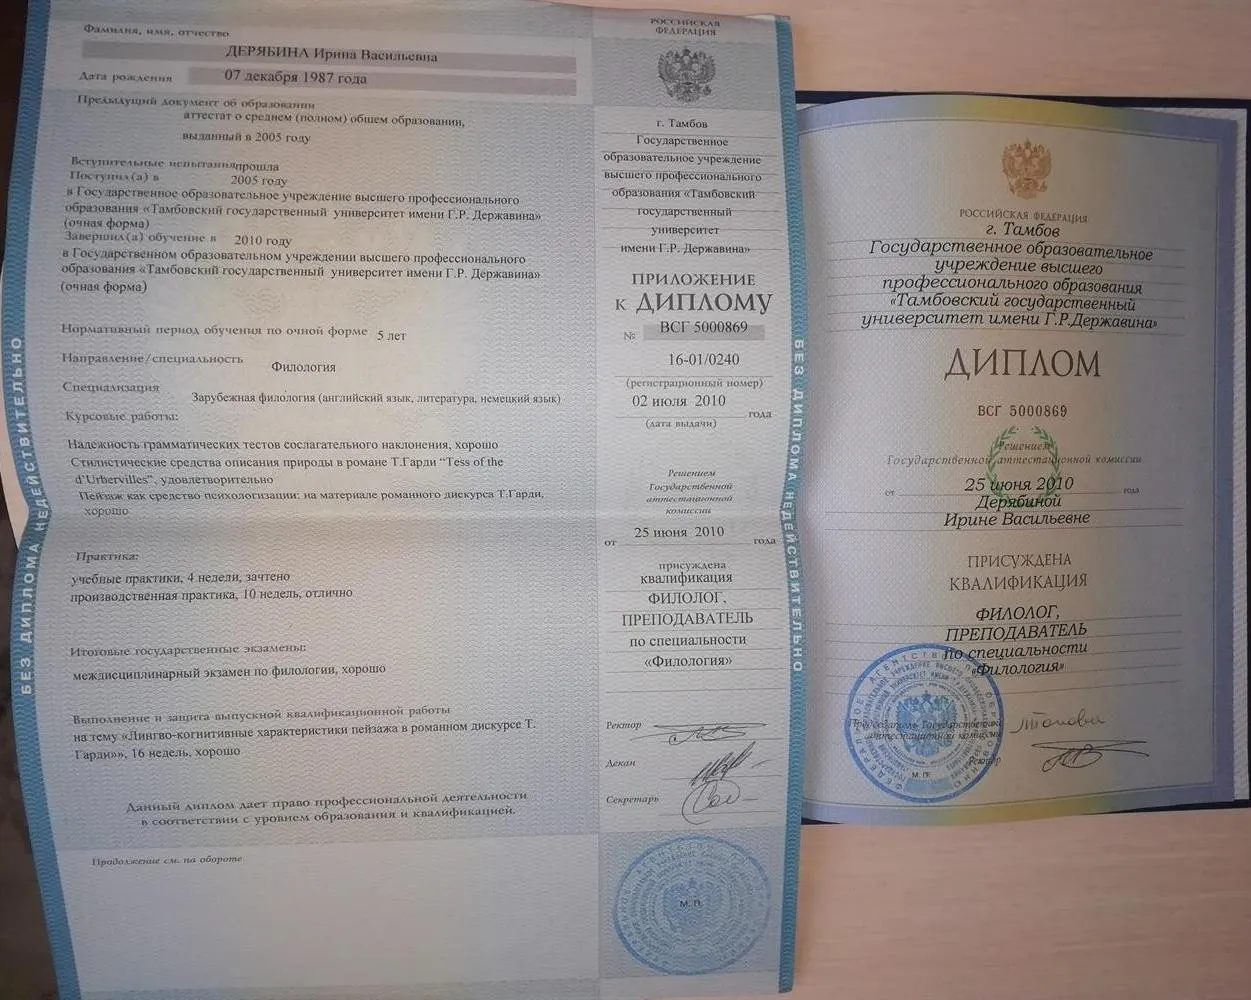 Фамилия, имя, отчество
ДЕРЯБИНА Ирина Васильевна
Дата рождения 07 декабря 1987 года
Предыдущий документ об образовании
аттестат о среднем (полном) общем образовании,
выданный в 2005 году
Вступительные испытания прошла
Поступил(а) в 2005 году
в Государственное образовательное учреждение высшего профессионального
образования «Тамбовский государственный университет имени Г.Р. Державина»
(очная форма)
Завершил(а) обучение в 2010 году
в Государственном образовательном учреждении высшего профессионального
образования «Тамбовский государственный университет имени Г.Р. Державина»
(очная форма)
Нормативный период обучения по очной форме 5 лет
Направление/специальность
Филология
Специализация
Зарубежная филология (английский язык, литература, немецкий язык)
Курсовые работы:
Надежность грамматических тестов сослагательного наклонения, хорошо
Стилистические средства описания природы в романе Т.Гарди “Tess of the
d’Urbervilles”, удовлетворительно
Пейзаж как средство психологизации: на материале романного дискурса Т.Гарди,
хорошо
Практика:
учебные практики, 4 недели, зачтено
производственная практика, 10 недель, отлично
Итоговые государственные экзамены:
междисциплинарный экзамен по филологии, хорошо
Выполнение и защита выпускной квалификационной работы
на тему «Лингво-когнитивные характеристики пейзажа в романном дискурсе Т.
Гарди»», 16 недель, хорошо
Данный диплом дает право профессиональной деятельности
в соответствии с уровнем образования и квалификацией.
Продолжение см. на обороте
БЕЗ ДИПЛОМА НЕДЕЙСТВИТЕЛЬНО
РОССИЙСКАЯ
ФЕДЕРАЦИЯ
г. Тамбов
Государственное
образовательное учреждение
высшего профессионального
образования «Тамбовский
государственный
университет
имени Г.Р. Державина»
ПРИЛОЖЕНИЕ
к ДИПЛОМУ
№ ВСГ 5000869
16-01/0240
(регистрационный номер)
02 июля 2010 года
(дата выдачи)
Решением
Государственной
аттестационной
комиссии
от 25 июня 2010 года
присуждена
квалификация
ФИЛОЛОГ,
ПРЕПОДАВАТЕЛЬ
по специальности
«Филология»
Ректор
Декан
Секретарь
М.П.
БЕЗ ДИПЛОМА НЕДЕЙСТВИТЕЛЬНО
РОССИЙСКАЯ ФЕДЕРАЦИЯ
г. Тамбов
Государственное образовательное
учреждение высшего
профессионального образования
«Тамбовский государственный
университет имени Г.Р.Державина»
ДИПЛОМ
ВСГ 5000869
Решением
Государственной аттестационной комиссии
от 25 июня 2010 года
Дерябиной
Ирине Васильевне
ПРИСУЖДЕНА
КВАЛИФИКАЦИЯ
ФИЛОЛОГ,
ПРЕПОДАВАТЕЛЬ
по специальности
«Филология»
Председатель Государственной
аттестационной комиссии
Ректор
М.П.